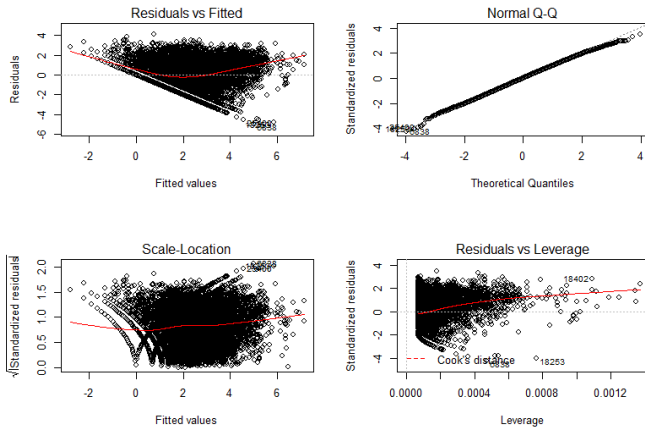 Residuals vs Fitted
Residuals
-6 -4 -2 0 2 4
-2 0 2 4 6
Fitted values
Normal Q-Q
Standardized residuals
-4 -2 0 2 4
-4 -2 0 2 4
Theoretical Quantiles
Scale-Location
√|Standardized residuals|
0.0 0.5 1.0 1.5 2.0
-2 0 2 4 6
Fitted values
Residuals vs Leverage
Standardized residuals
-4 -2 0 2 4
18402
18253
Cook's distance
0.0000 0.0004 0.0008 0.0012
Leverage